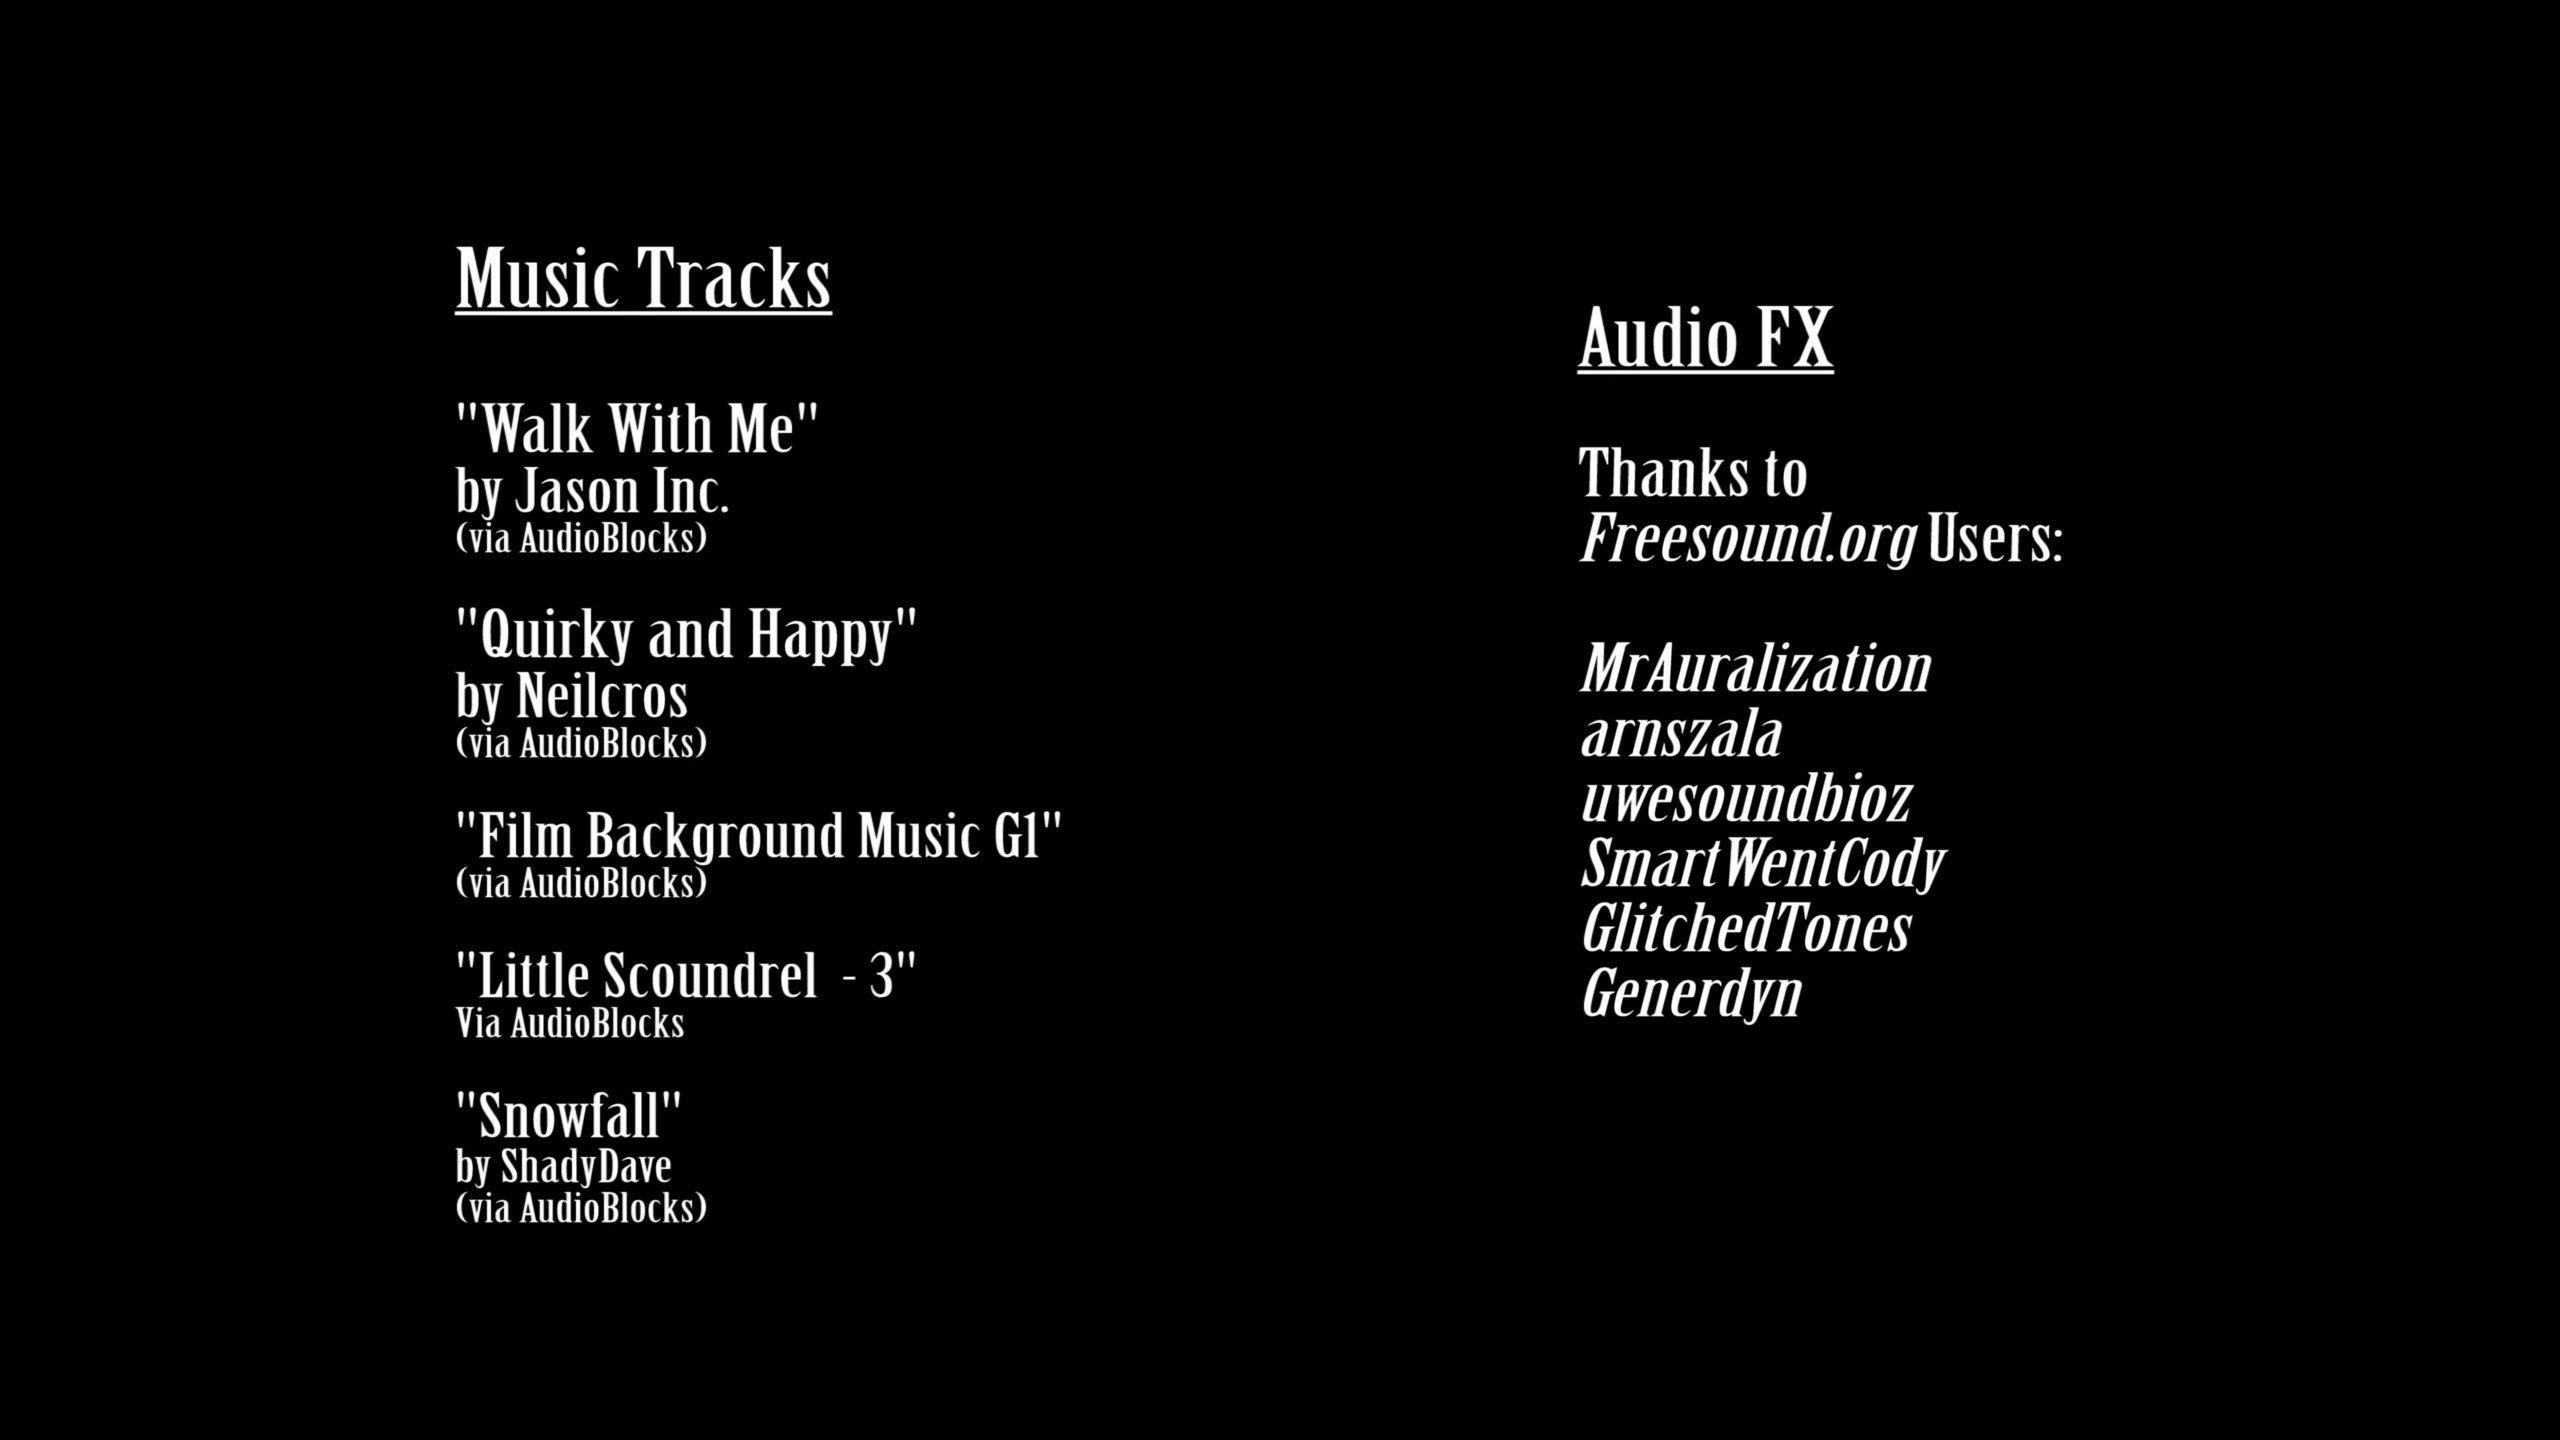 Music Tracks
"Walk With Me"
by Jason Inc.
(via AudioBlocks)
"Quirky and Happy"
by Neilcros
(via AudioBlocks)
"Film Background Music G1"
(via AudioBlocks)
"Little Scoundrel  - 3"
Via AudioBlocks
"Snowfall"
by ShadyDave
(via AudioBlocks)
Audio FX
Thanks to
Freesound.org Users:
MrAuralization
arnszala
uwesoundbioz
SmartWentCody
GlitchedTones
Generdyn